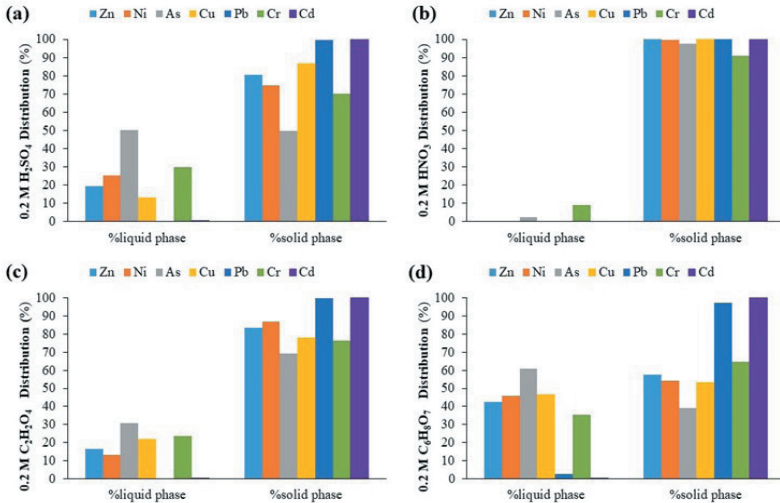 (a)
Zn Ni As Cu Pb Cr Cd
0.2 M H₂SO₄ Distribution (%)
100
90
80
70
60
50
40
30
20
10
0
%liquid phase %solid phase
(b)
Zn Ni As Cu Pb Cr Cd
0.2 M HNO₃ Distribution (%)
100
90
80
70
60
50
40
30
20
10
0
%liquid phase %solid phase
(c)
Zn Ni As Cu Pb Cr Cd
0.2 M C₂H₂O₄ Distribution (%)
100
90
80
70
60
50
40
30
20
10
0
%liquid phase %solid phase
(d)
Zn Ni As Cu Pb Cr Cd
0.2 M C₆H₈O₇ Distribution (%)
100
90
80
70
60
50
40
30
20
10
0
%liquid phase %solid phase